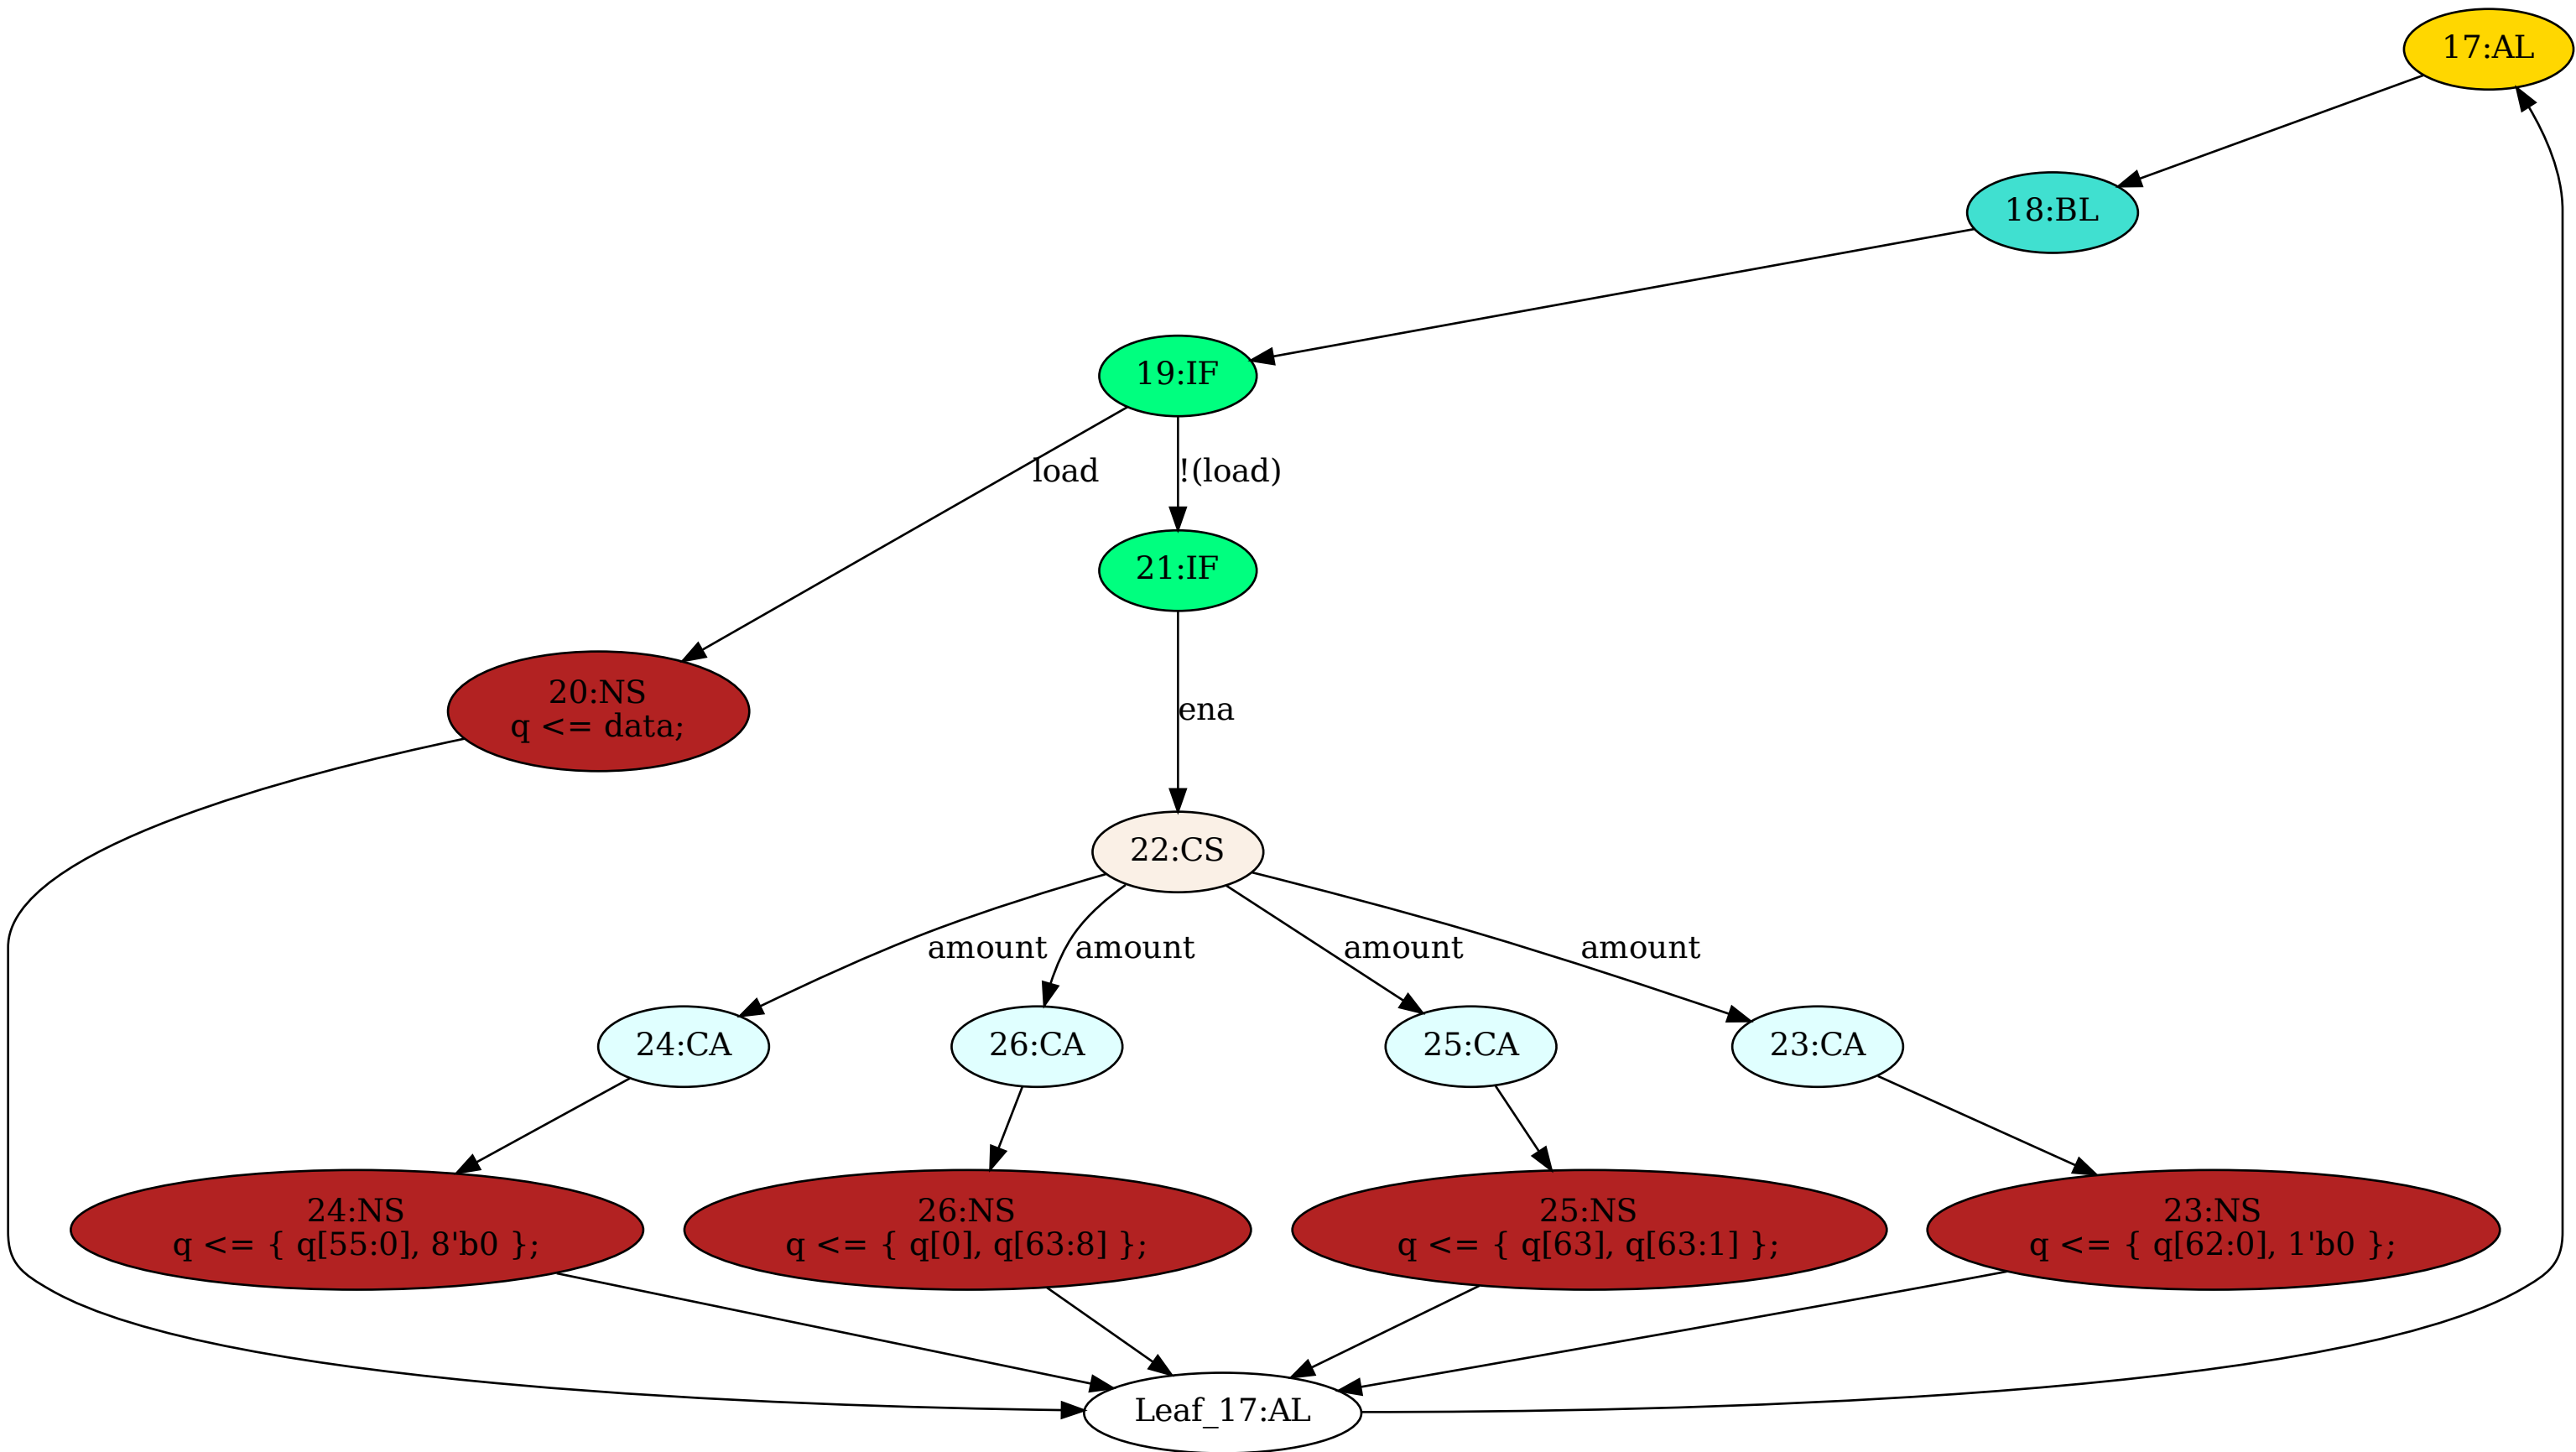 17:AL
18:BL
19:IF
load
!(load)
21:IF
20:NS
q <= data;
ena
22:CS
amount
amount
amount
amount
24:CA
26:CA
25:CA
23:CA
24:NS
q <= { q[55:0], 8'b0 };
26:NS
q <= { q[0], q[63:8] };
25:NS
q <= { q[63], q[63:1] };
23:NS
q <= { q[62:0], 1'b0 };
Leaf_17:AL